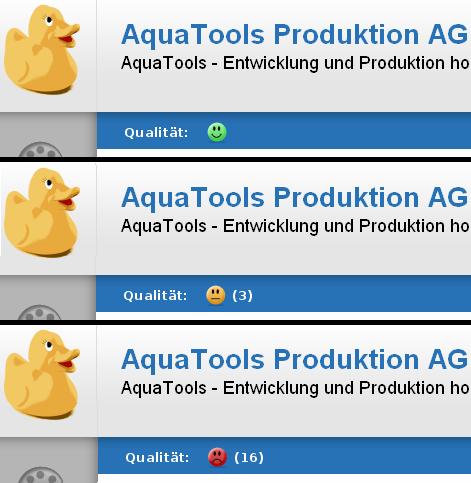 AquaTools Produktion AG
AquaTools - Entwicklung und Produktion ho
Qualität:
AquaTools Produktion AG
AquaTools - Entwicklung und Produktion ho
Qualität: (3)
AquaTools Produktion AG
AquaTools - Entwicklung und Produktion ho
Qualität: (16)